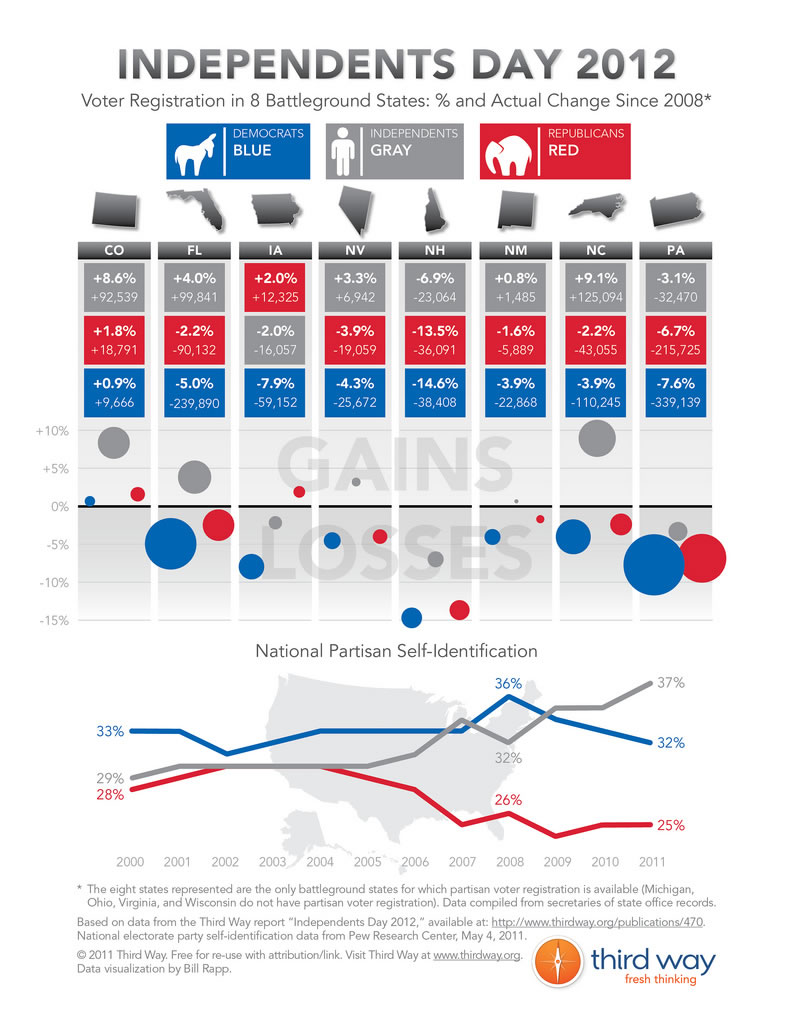 INDEPENDENTS DAY 2012
Voter Registration in 8 Battleground States: % and Actual Change Since 2008*
DEMOCRATS
BLUE
INDEPENDENTS
GRAY
REPUBLICANS
RED
CO FL IA NV NH NM NC PA
+8.6% +4.0% +2.0% +3.3% -6.9% +0.8% +9.1% -3.1%
+92,539 +99,841 +12,325 +6,942 -23,064 +1,485 +125,094 -32,470
+1.8% -2.2% -2.0% -3.9% -13.5% -1.6% -2.2% -6.7%
+18,791 -90,132 -16,057 -19,059 -36,091 -5,889 -43,055 -215,725
+0.9% -5.0% -7.9% -4.3% -14.6% -3.9% -3.9% -7.6%
+9,666 -239,890 -59,152 -25,672 -38,408 -22,868 -110,245 -339,139
+10%
GAINS
+5%
0%
LOSSES
-5%
-10%
-15%
National Partisan Self-Identification
36% 37%
33% 32%
32%
29%
28% 26%
25%
2000 2001 2002 2003 2004 2005 2006 2007 2008 2009 2010 2011
* The eight states represented are the only battleground states for which partisan voter registration is available (Michigan,
Ohio, Virginia, and Wisconsin do not have partisan voter registration). Data compiled from secretaries of state office records.
Based on data from the Third Way report “Independents Day 2012,” available at: http://www.thirdway.org/publications/470.
National electorate party self-identification data from Pew Research Center, May 4, 2011.
© 2011 Third Way. Free for re-use with attribution/link. Visit Third Way at www.thirdway.org.
Data visualization by Bill Rapp.
third way
fresh thinking